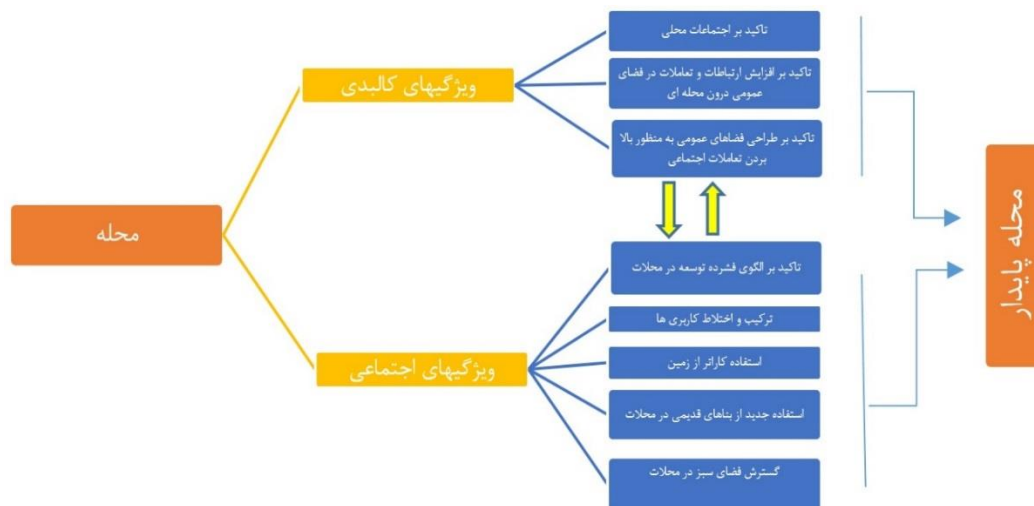 محله
ویژگیهای کالبدی
تاکید بر اجتماعات محلی
تاکید بر افزایش ارتباطات و تعاملات در فضای
عمومی درون محله ای
تاکید بر طراحی فضاهای عمومی به منظور بالا
بردن تعاملات اجتماعی
ویژگیهای اجتماعی
تاکید بر الگوی فشرده توسعه در محلات
ترکیب و اختلاط کاربری ها
استفاده کاراتر از زمین
استفاده جدید از بناهای قدیمی در محلات
گسترش فضای سبز در محلات
محله پایدار